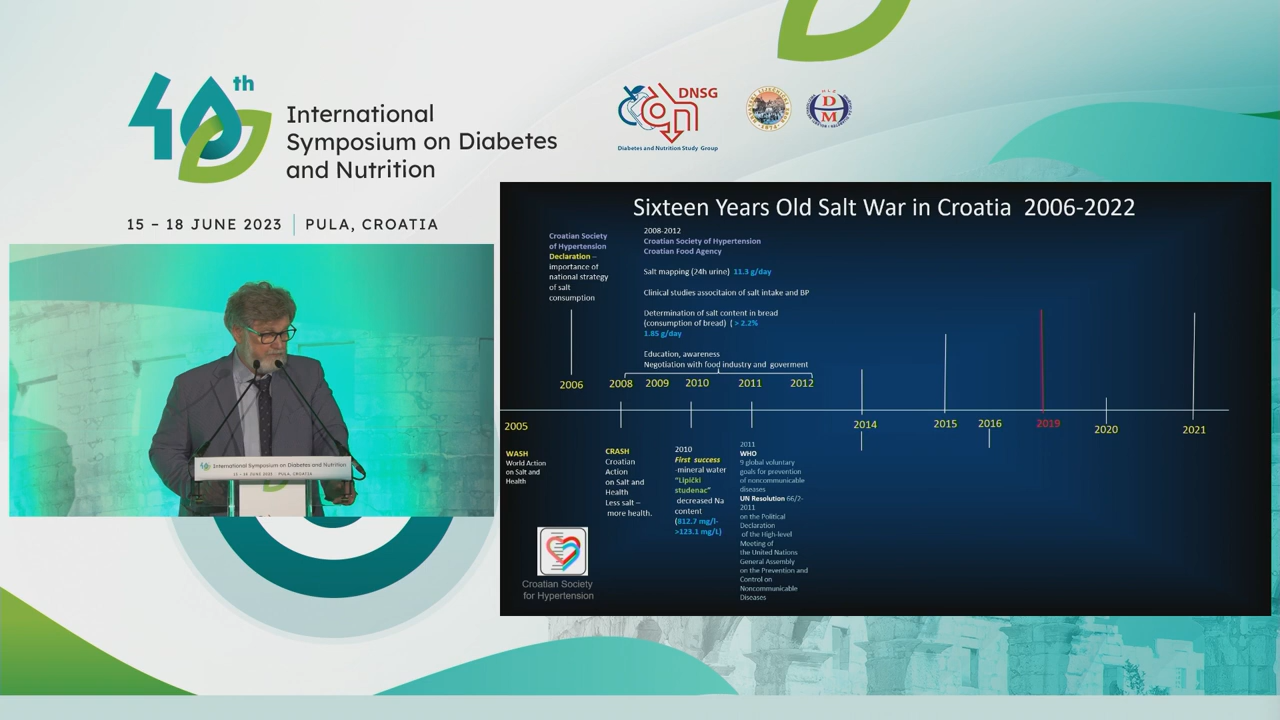 40th
International
Symposium on Diabetes
and Nutrition
15 – 18 JUNE 2023 | PULA, CROATIA
DNSG
Diabetes and Nutrition Study Group
DM
International Symposium on Diabetes and Nutrition
15 – 18 JUNE 2023 | PULA, CROATIA
Sixteen Years Old Salt War in Croatia 2006-2022
Croatian Society
of Hypertension
Declaration –
importance of
national strategy
of salt
consumption
2008-2012
Croatian Society of Hypertension
Croatian Food Agency
Salt mapping (24h urine) 11.3 g/day
Clinical studies associtaion of salt intake and BP
Determination of salt content in bread
(consumption of bread) ( > 2.2%
1.85 g/day
Education, awareness
Negotiation with food industry and goverment
2006
2008 2009 2010 2011 2012
2005
2014
2015
2016
2019
2020
2021
WASH
World Action
on Salt and
Health
CRASH
Croatian
Action
on Salt and
Health
Less salt –
more health.
2010
First success
-mineral water
"Lipički
studenac"
decreased Na
content
(812.7 mg/l-
>123.1 mg/L)
2011
WHO
9 global voluntary
goals for prevention
of noncommunicable
diseases
UN Resolution 66/2-
2011
on the Political
Declaration
of the High-level
Meeting of
the United Nations
General Assembly
on the Prevention and
Control on
Noncommunicable
Diseases
Croatian Society
for Hypertension